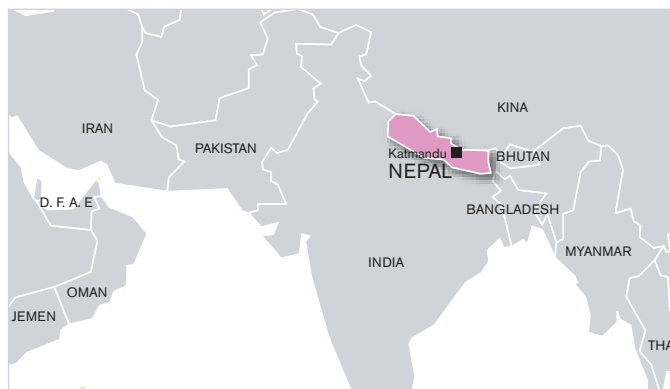 KINA
IRAN
PAKISTAN
Katmandu
BHUTAN
NEPAL
D. F. A. E
BANGLADESH
MYANMAR
INDIA
OMAN
JEMEN
THA